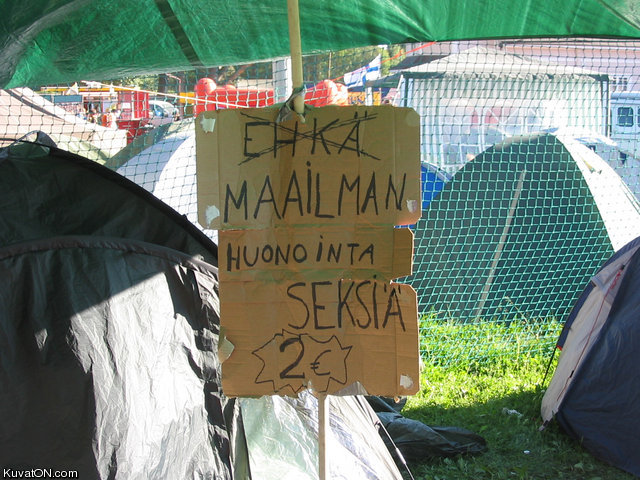 EHKÄ
MAAILMAN
HUONOINTA
SEKSIÄ
2€
KuvatON.com